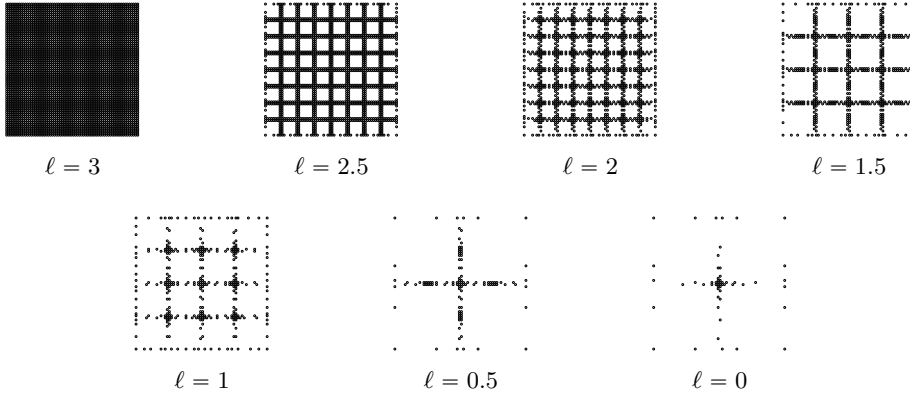 ℓ = 3 ℓ = 2.5 ℓ = 2 ℓ = 1.5
ℓ = 1 ℓ = 0.5 ℓ = 0